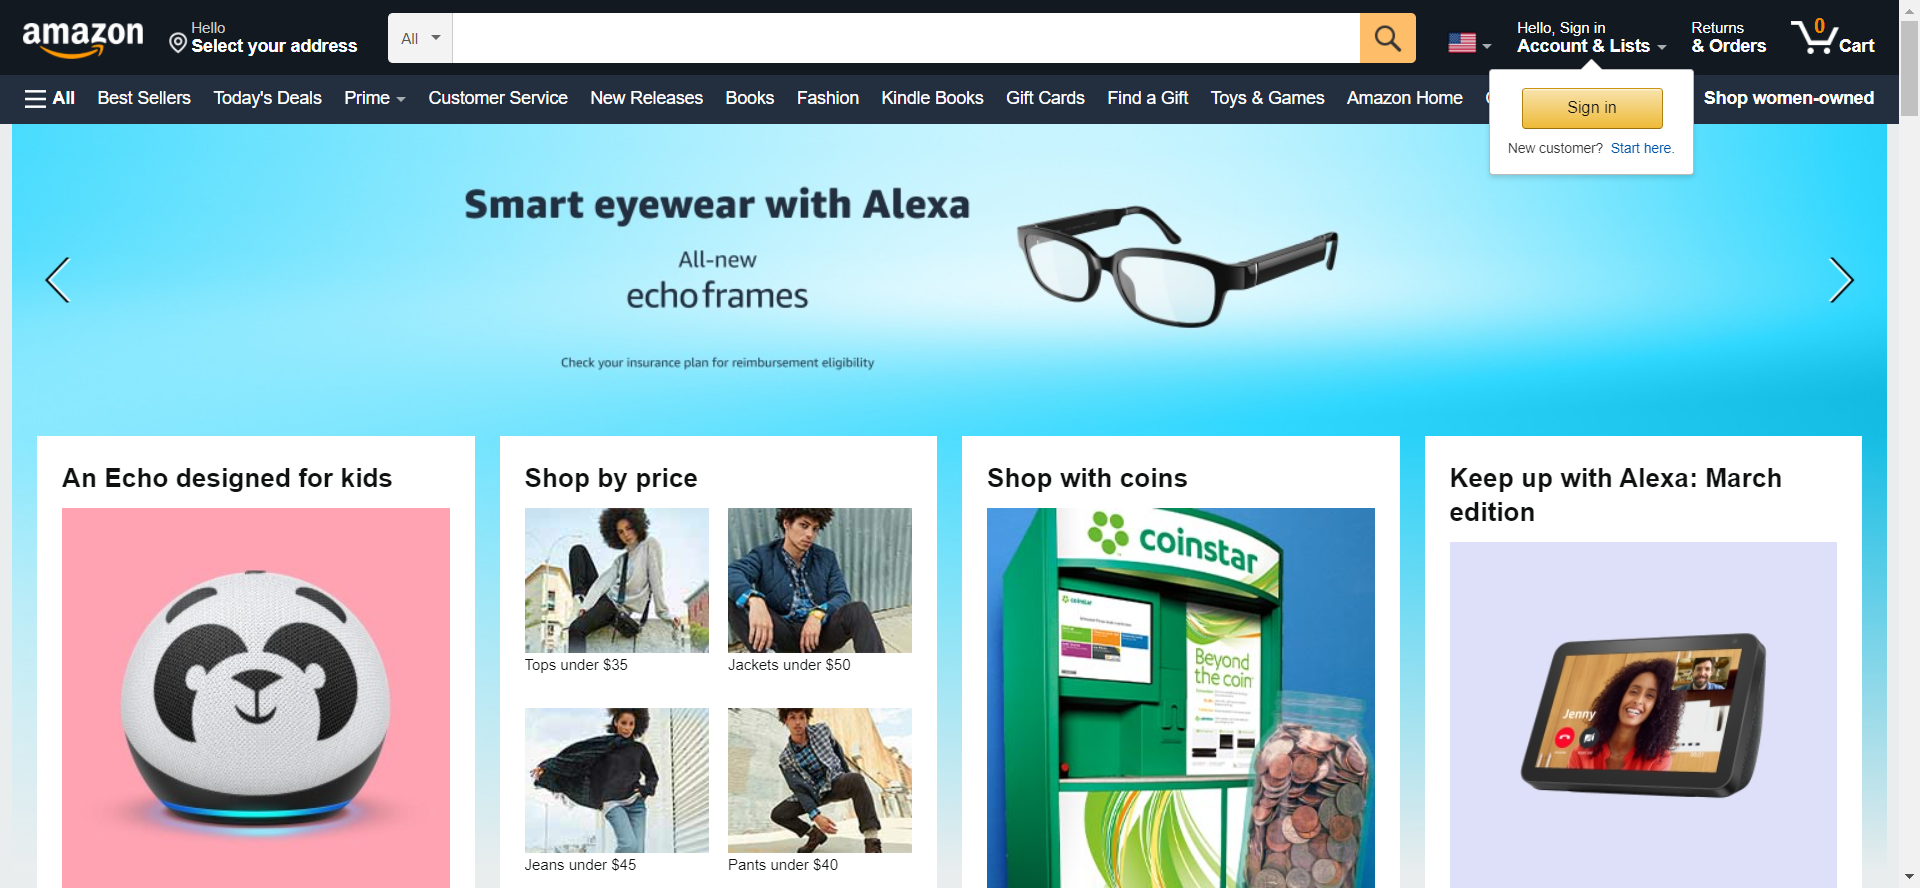 amazon
Hello
Select your address
All
Hello, Sign in
Account & Lists
Returns
& Orders
0
Cart
All
Best Sellers
Today's Deals
Prime
Customer Service
New Releases
Books
Fashion
Kindle Books
Gift Cards
Find a Gift
Toys & Games
Amazon Home
Shop women-owned
Sign in
New customer? Start here.
Smart eyewear with Alexa
All-new
echo frames
Check your insurance plan for reimbursement eligibility
An Echo designed for kids
Shop by price
Tops under $35
Jackets under $50
Jeans under $45
Pants under $40
Shop with coins
coinstar
coinstar
Beyond
the coin
Keep up with Alexa: March
edition
Jenny